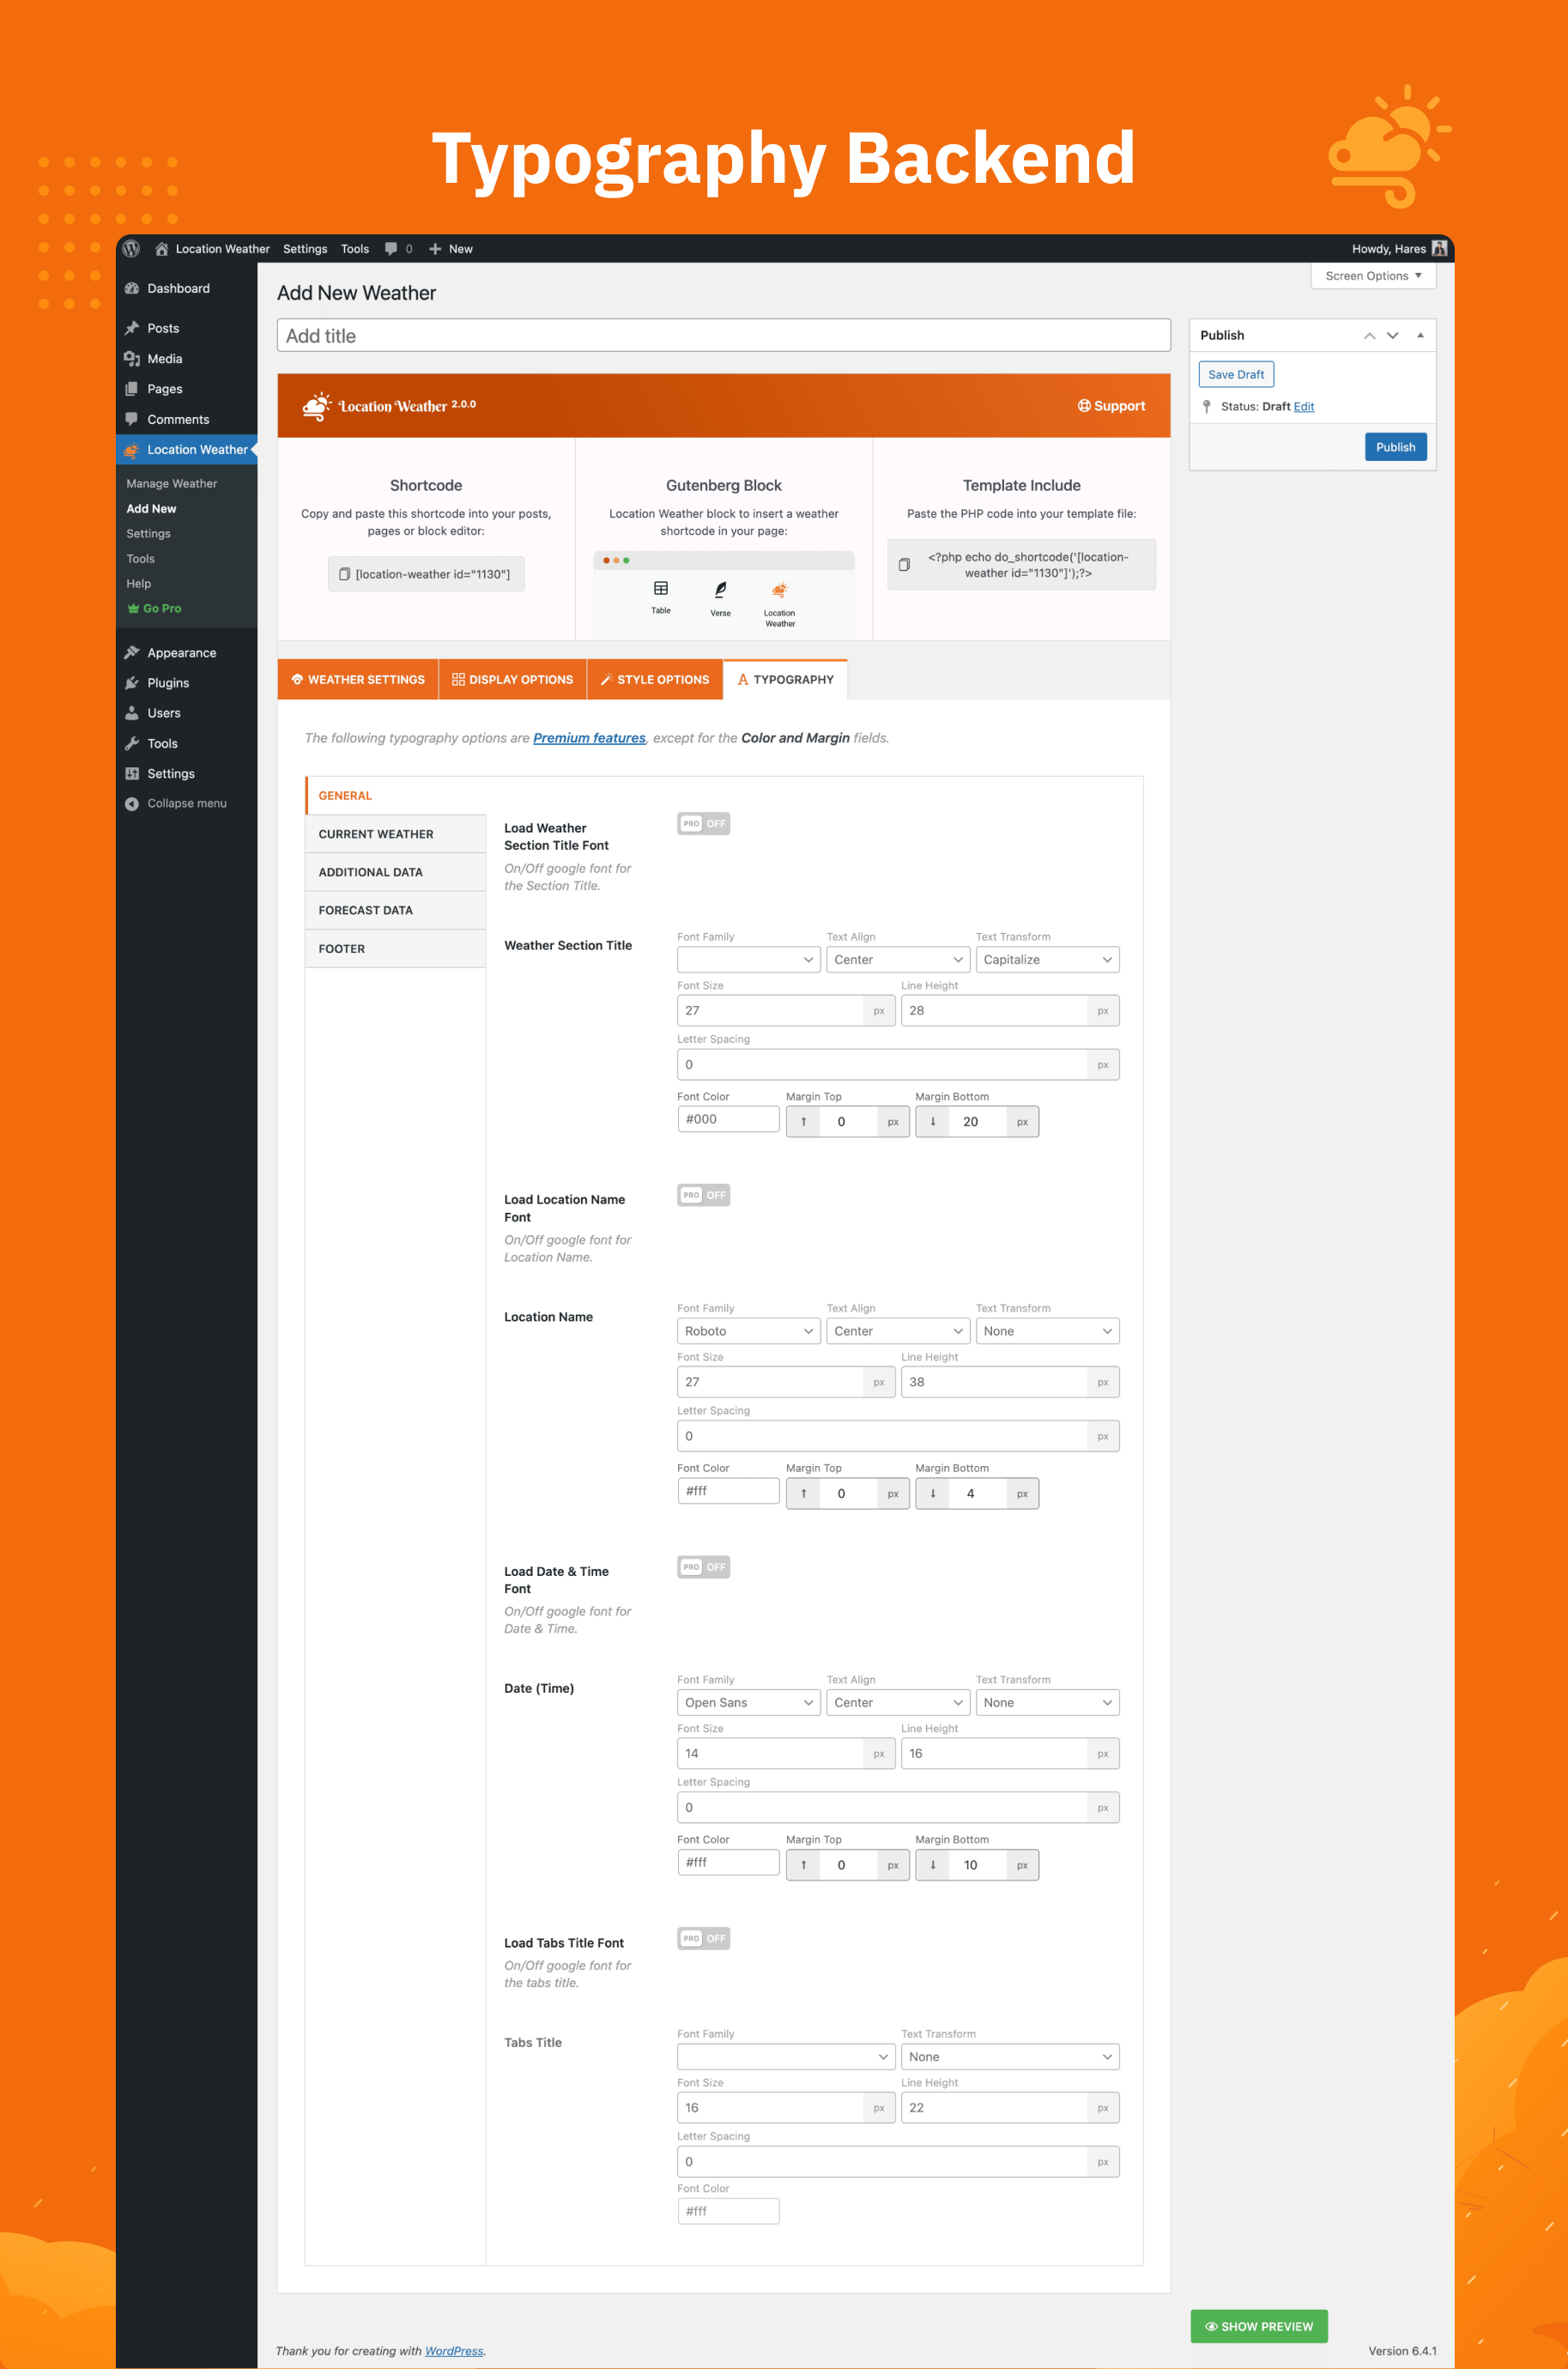 Typography Backend
Location Weather Settings Tools 0 New
Howdy, Hares
Screen Options
Dashboard
Posts
Media
Pages
Comments
Location Weather
Manage Weather
Add New
Settings
Tools
Help
Go Pro
Appearance
Plugins
Users
Tools
Settings
Collapse menu
Add New Weather
Add title
Publish
Save Draft
Status: Draft Edit
Publish
Location Weather 2.0.0
Support
Shortcode
Copy and paste this shortcode into your posts,
pages or block editor:
[location-weather id="1130"]
Gutenberg Block
Location Weather block to insert a weather
shortcode in your page:
Table
Verse
Location
Weather
Template Include
Paste the PHP code into your template file:
<?php echo do_shortcode('[location-
weather id="1130"]');?>
WEATHER SETTINGS
DISPLAY OPTIONS
STYLE OPTIONS
TYPOGRAPHY
The following typography options are Premium features, except for the Color and Margin fields.
GENERAL
CURRENT WEATHER
ADDITIONAL DATA
FORECAST DATA
FOOTER
Load Weather
Section Title Font
On/Off google font for
the Section Title.
PRO OFF
Weather Section Title
Font Family Text Align Text Transform
Center Capitalize
Font Size Line Height
27 px 28 px
Letter Spacing
0 px
Font Color Margin Top Margin Bottom
#000 ↑ 0 px ↓ 20 px
Load Location Name
Font
On/Off google font for
Location Name.
PRO OFF
Location Name
Font Family Text Align Text Transform
Roboto Center None
Font Size Line Height
27 px 38 px
Letter Spacing
0 px
Font Color Margin Top Margin Bottom
#fff ↑ 0 px ↓ 4 px
Load Date & Time
Font
On/Off google font for
Date & Time.
PRO OFF
Date (Time)
Font Family Text Align Text Transform
Open Sans Center None
Font Size Line Height
14 px 16 px
Letter Spacing
0 px
Font Color Margin Top Margin Bottom
#fff ↑ 0 px ↓ 10 px
Load Tabs Title Font
On/Off google font for
the tabs title.
PRO OFF
Tabs Title
Font Family Text Transform
None
Font Size Line Height
16 px 22 px
Letter Spacing
0 px
Font Color
#fff
SHOW PREVIEW
Thank you for creating with WordPress.
Version 6.4.1